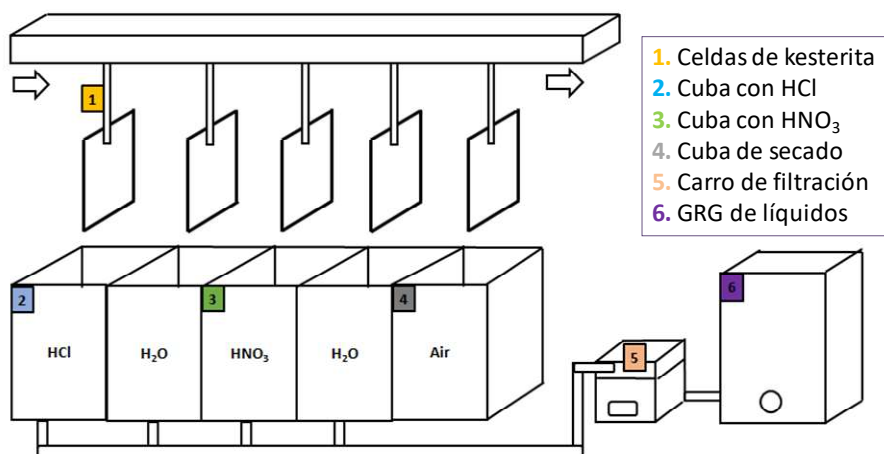 1. Celdas de kesterita
2. Cuba con HCl
3. Cuba con HNO₃
4. Cuba de secado
5. Carro de filtración
6. GRG de líquidos
1
2
3
4
5
6
HCl
H₂O
HNO₃
H₂O
Air